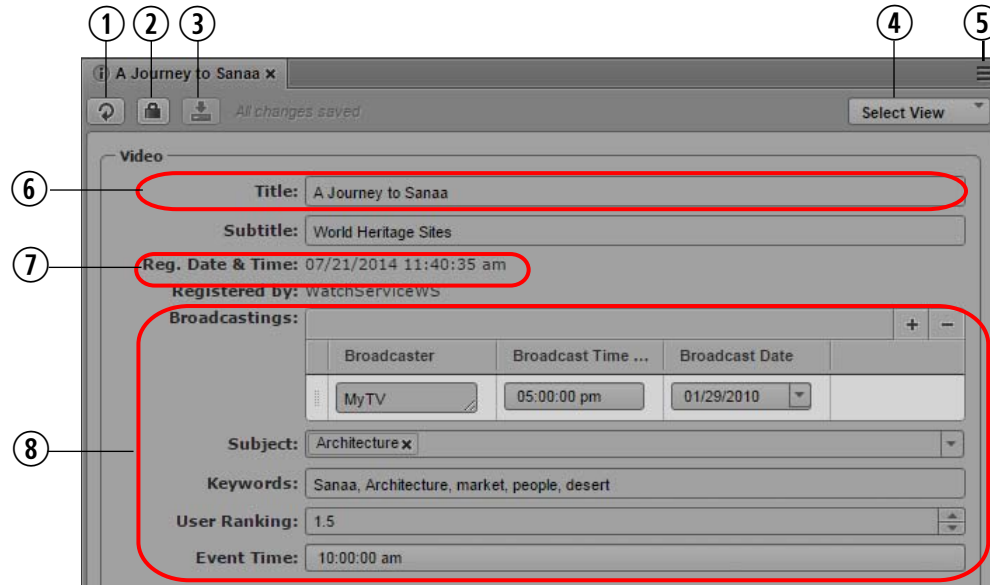 1 2 3 4 5
A Journey to Sanaa x
All changes saved
Select View
Video
6
Title: A Journey to Sanaa
Subtitle: World Heritage Sites
7
Reg. Date & Time: 07/21/2014 11:40:35 am
Registered by: WatchServiceWS
Broadcastings:
+ −
Broadcaster Broadcast Time ... Broadcast Date
MyTV 05:00:00 pm 01/29/2010
8
Subject: Architecture x
Keywords: Sanaa, Architecture, market, people, desert
User Ranking: 1.5
Event Time: 10:00:00 am